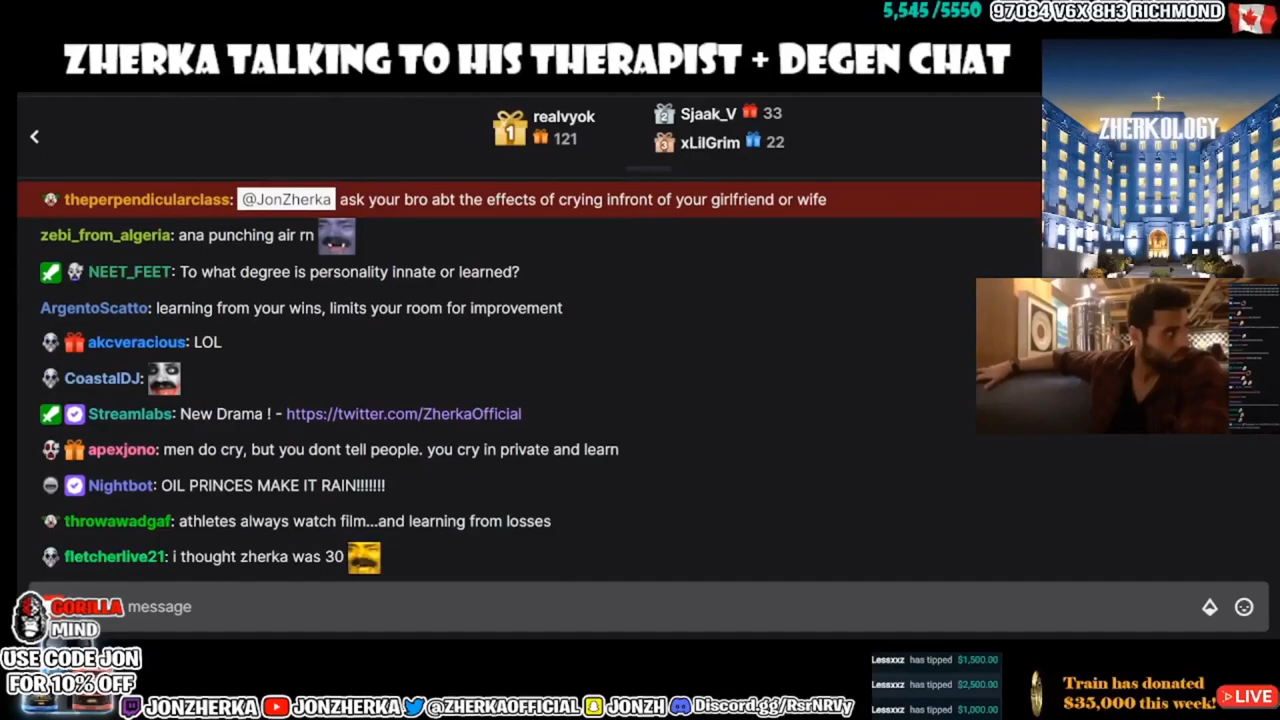 5,545 /5550
97084 V6X 8H3 RICHMOND
ZHERKA TALKING TO HIS THERAPIST + DEGEN CHAT
ZHERKOLOGY
1 realvyok 121
2 Sjaak_V 33
3 xLilGrim 22
theperpendicularclass: @JonZherka ask your bro abt the effects of crying infront of your girlfriend or wife
zebi_from_algeria: ana punching air rn
NEET_FEET: To what degree is personality innate or learned?
ArgentoScatto: learning from your wins, limits your room for improvement
akcveracious: LOL
CoastalDJ:
Streamlabs: New Drama ! - https://twitter.com/ZherkaOfficial
apexjono: men do cry, but you dont tell people. you cry in private and learn
Nightbot: OIL PRINCES MAKE IT RAIN!!!!!!!
throwawadgaf: athletes always watch film...and learning from losses
fletcherlive21: i thought zherka was 30
message
GORILLA
MIND
USE CODE JON
FOR 10% OFF
JONZHERKA JONZHERKA @ZHERKAOFFICIAL JONZH Discord.gg/RsrNRVy
Lessxxz has tipped $1,500.00
Lessxxz has tipped $2,500.00
Lessxxz has tipped $1,000.00
Train has donated
$35,000 this week!
LIVE